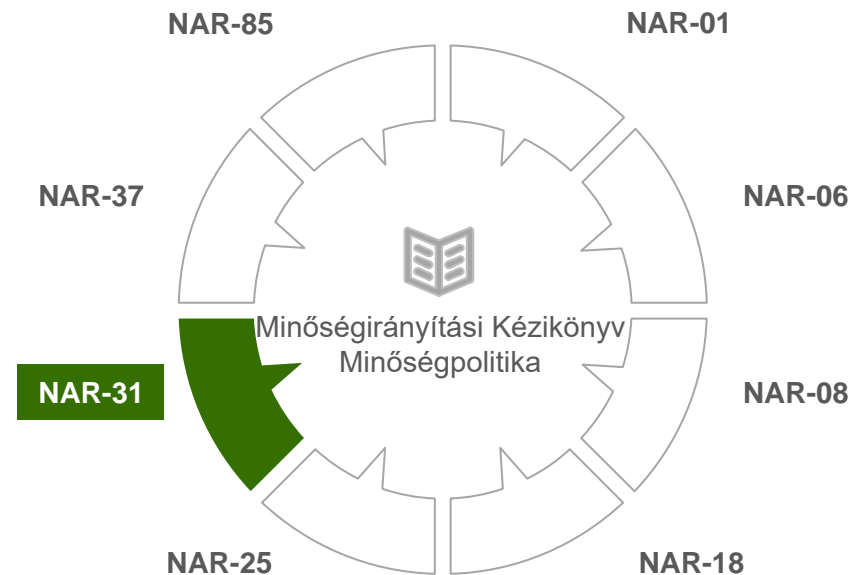 NAR-85
NAR-01
NAR-37
NAR-06
Minőségirányítási Kézikönyv
Minőségpolitika
NAR-31
NAR-08
NAR-25
NAR-18